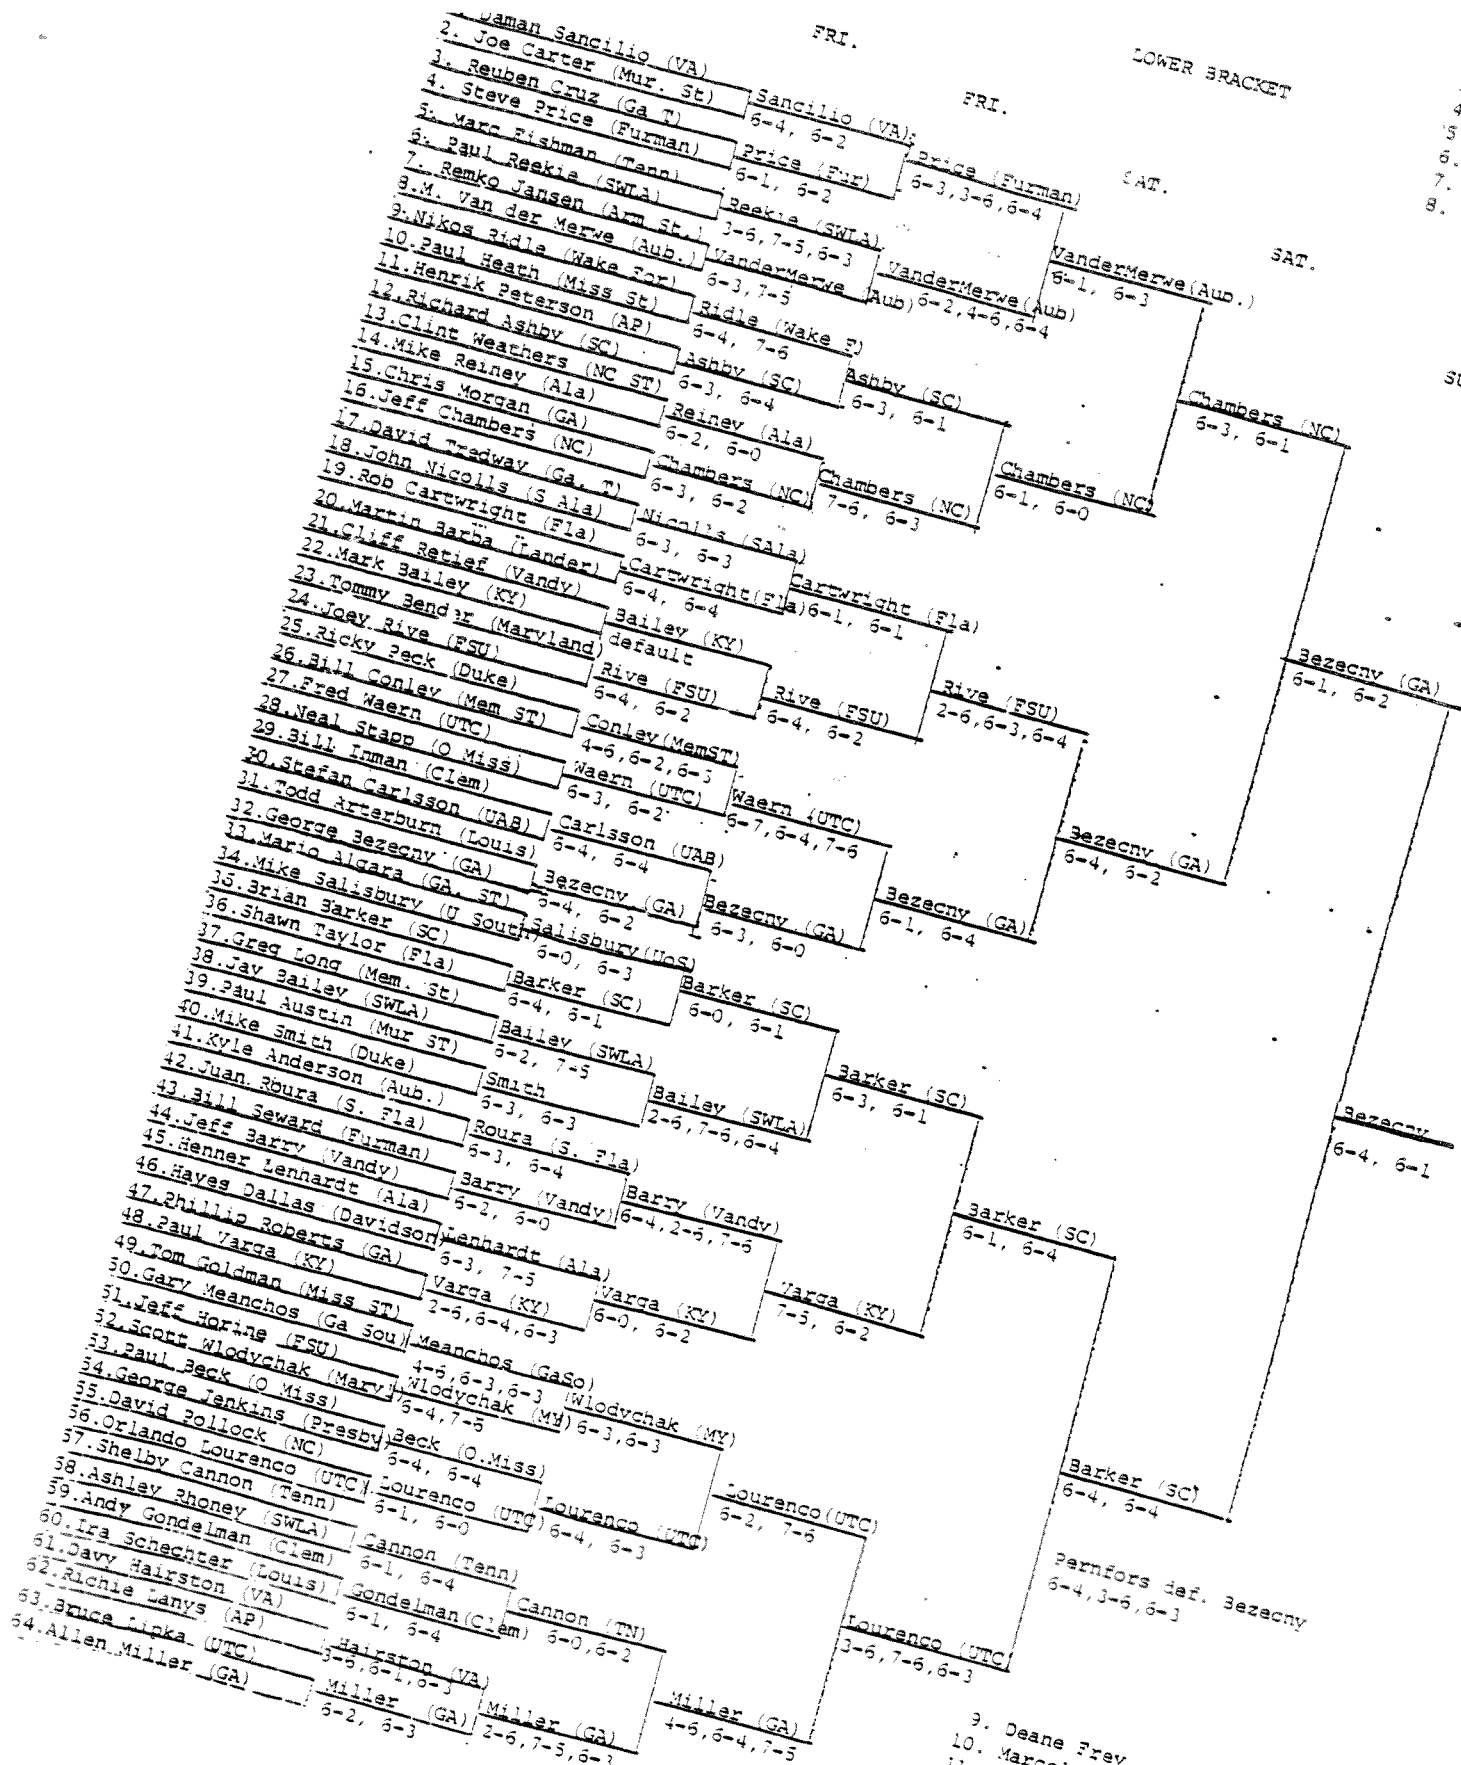 FRI.
LOWER BRACKET
FRI.
SAT.
SAT.
4
5
6.
7.
8.
Daman Sancilio (VA)
2. Joe Carter (Mur. St)
3. Reuben Cruz (Ga T)
4. Steve Price (Furman)
5. Marc Fishman (Tenn)
6. Paul Reekie (SWLA)
7. Remko Jansen (Arm St.)
8.M. Van der Merwe (Aub.)
9.Nikos Ridle (Wake For)
10.Paul Heath (Miss St)
11.Henrik Peterson (AP)
12.Richard Ashby (SC)
13.Clint Weathers (NC ST)
14.Mike Reiney (Ala)
15.Chris Morgan (GA)
16.Jeff Chambers (NC)
17.David Tredway (Ga. T)
18.John Nicolls (S Ala)
19.Rob Cartwright (Fla)
20.Martin Barba (Lander)
21.Cliff Retief (Vandy)
22.Mark Bailey (KY)
23.Tommy Bender (Maryland)
24.Joey Rive (FSU)
25.Ricky Peck (Duke)
26.Bill Conley (Mem ST)
27.Fred Waern (UTC)
28.Neal Stapp (O Miss)
29.Bill Inman (Clem)
30.Stefan Carlsson (UAB)
31.Todd Arterburn (Louis)
32.George Bezecny (GA)
33.Mario Algara (GA. ST)
34.Mike Salisbury (U South)
35.Brian Barker (SC)
36.Shawn Taylor (Fla)
37.Greg Long (Mem. St)
38.Jay Bailey (SWLA)
39.Paul Austin (Mur ST)
40.Mike Smith (Duke)
41.Kyle Anderson (Aub.)
42.Juan Roura (S. Fla)
43.Bill Seward (Furman)
44.Jeff Barry (Vandy)
45.Henner Lenhardt (Ala)
46.Hayes Dallas (Davidson)
47.Phillip Roberts (GA)
48.Paul Varga (KY)
49.Tom Goldman (Miss ST)
50.Gary Meanchos (Ga Sou)
51.Jeff Horine (FSU)
52.Scott Wlodychak (Mary)
53.Paul Beck (O Miss)
54.George Jenkins (Presby)
55.David Pollock (NC)
56.Orlando Lourenco (UTC)
57.Shelby Cannon (Tenn)
58.Ashley Rhoney (SWLA)
59.Andy Gondelman (Clem)
60.Ira Schechter (Louis)
61.Davy Hairston (VA)
62.Richie Lanys (AP)
63.Bruce Lipka (UTC)
64.Allen Miller (GA)
Sancilio (VA)
6-4, 6-2
Price (Fur)
6-1, 6-2
Reekie (SWLA)
3-6,7-5,6-3
VanderMerwe (Aub)
6-3,7-5
Ridle (Wake F)
6-4, 7-6
Ashby (SC)
6-3, 6-4
Reiney (Ala)
6-2, 6-0
Chambers (NC)
6-3, 6-2
Nicolls (SAla)
6-3, 6-3
Cartwright(Fla)
6-4, 6-4
Bailey (KY)
default
Rive (FSU)
6-4, 6-2
Conley(MemST)
4-6,6-2,6-3
Waern (UTC)
6-3, 6-2
Carlsson (UAB)
6-4, 6-4
Bezecny (GA)
6-4, 6-2
Salisbury(UoS)
6-0, 6-3
Barker (SC)
6-4, 6-1
Bailey (SWLA)
6-2, 7-5
Smith
6-3, 6-3
Roura (S. Fla)
6-3, 6-4
Barry (Vandy)
6-2, 6-0
Lenhardt (Ala)
6-3, 7-5
Varga (KY)
2-6,6-4,6-3
Meanchos (GaSo)
4-6,6-3,6-3
Wlodychak (MY)
6-4,7-5
Beck (O.Miss)
6-4, 6-4
Lourenco (UTC)
6-1, 6-0
Cannon (Tenn)
6-1, 6-4
Gondelman(Clem)
6-1, 6-4
Hairston (VA)
3-6,6-1,6-3
Miller (GA)
6-2, 6-3
Price (Furman)
6-3,3-6,6-4
VanderMerwe(Aub)
6-2,4-6,6-4
Ashby (SC)
6-3, 6-1
Chambers (NC)
7-6, 6-3
Cartwright (Fla)
6-1, 6-1
Rive (FSU)
6-4, 6-2
Waern (UTC)
6-7,6-4,7-6
Bezecny (GA)
6-3, 6-0
Barker (SC)
6-0, 6-1
Bailey (SWLA)
2-6,7-6,6-4
Barry (Vandy)
6-4,2-6,7-6
Varga (KY)
6-0, 6-2
Wlodychak (MY)
6-3,6-3
Lourenco (UTC)
6-4, 6-3
Cannon (TN)
6-0,6-2
Miller (GA)
2-6,7-5,6-3
VanderMerwe(Aub.)
6-1, 6-3
Chambers (NC)
6-1, 6-0
Rive (FSU)
2-6,6-3,6-4
Bezecny (GA)
6-1, 6-4
Barker (SC)
6-3, 6-1
Varga (KY)
7-5, 6-2
Lourenco(UTC)
6-2, 7-6
Miller (GA)
4-6,6-4,7-5
Chambers (NC)
6-3, 6-1
Bezecny (GA)
6-4, 6-2
Barker (SC)
6-1, 6-4
Lourenco (UTC)
3-6,7-6,6-3
Bezecny (GA)
6-1, 6-2
Barker (SC)
6-4, 6-4
Bezecny
6-4, 6-1
Pernfors def. Bezecny
6-4,3-6,6-3
9. Deane Frey
10.